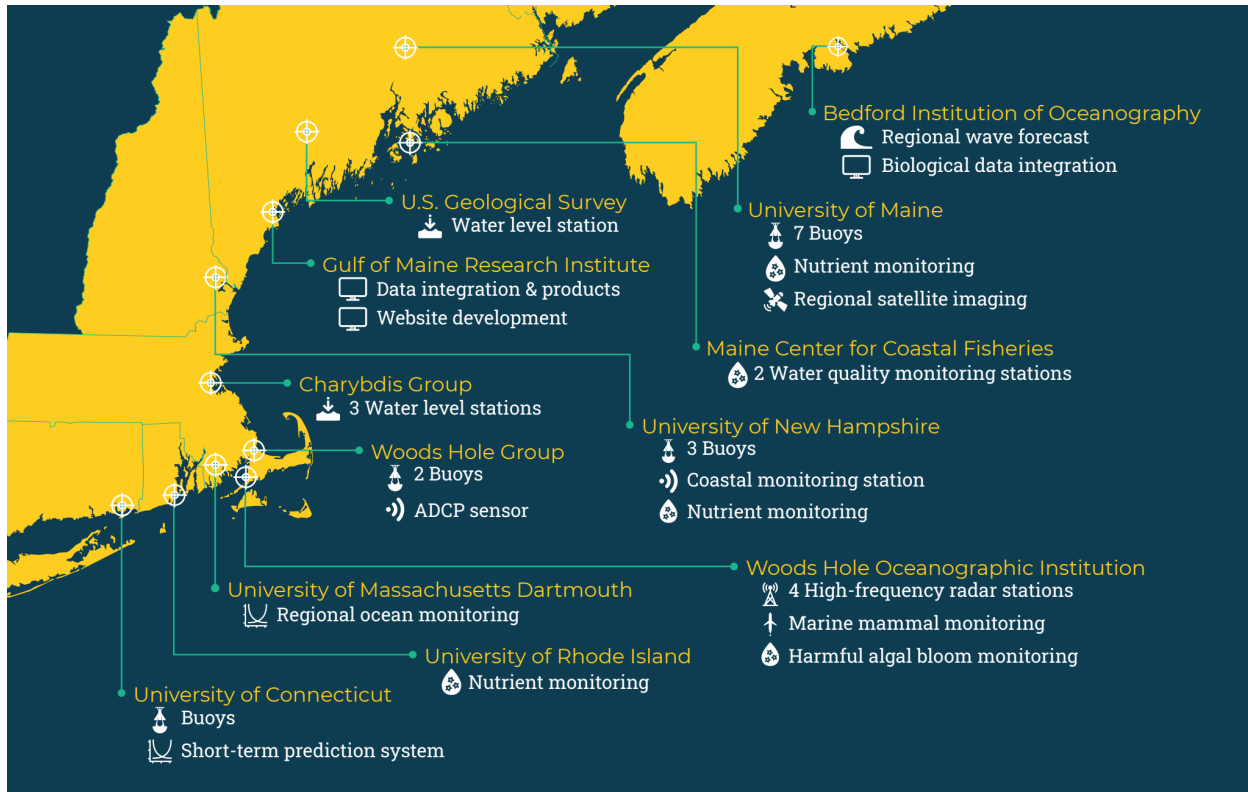 Bedford Institution of Oceanography
Regional wave forecast
Biological data integration
U.S. Geological Survey
Water level station
University of Maine
7 Buoys
Nutrient monitoring
Regional satellite imaging
Gulf of Maine Research Institute
Data integration & products
Website development
Maine Center for Coastal Fisheries
2 Water quality monitoring stations
Charybdis Group
3 Water level stations
University of New Hampshire
3 Buoys
Coastal monitoring station
Nutrient monitoring
Woods Hole Group
2 Buoys
ADCP sensor
Woods Hole Oceanographic Institution
4 High-frequency radar stations
Marine mammal monitoring
Harmful algal bloom monitoring
University of Massachusetts Dartmouth
Regional ocean monitoring
University of Rhode Island
Nutrient monitoring
University of Connecticut
Buoys
Short-term prediction system